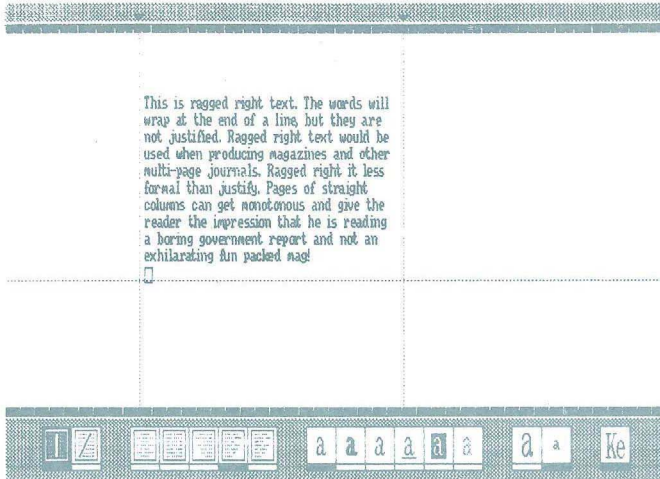 This is ragged right text. The words will
wrap at the end of a line, but they are
not justified. Ragged right text would be
used when producing magazines and other
multi-page journals. Ragged right it less
formal than justify. Pages of straight
columns can get monotonous and give the
reader the impression that he is reading
a boring government report and not an
exhilarating fun packed mag!
1 / a a a a a a a a Ke